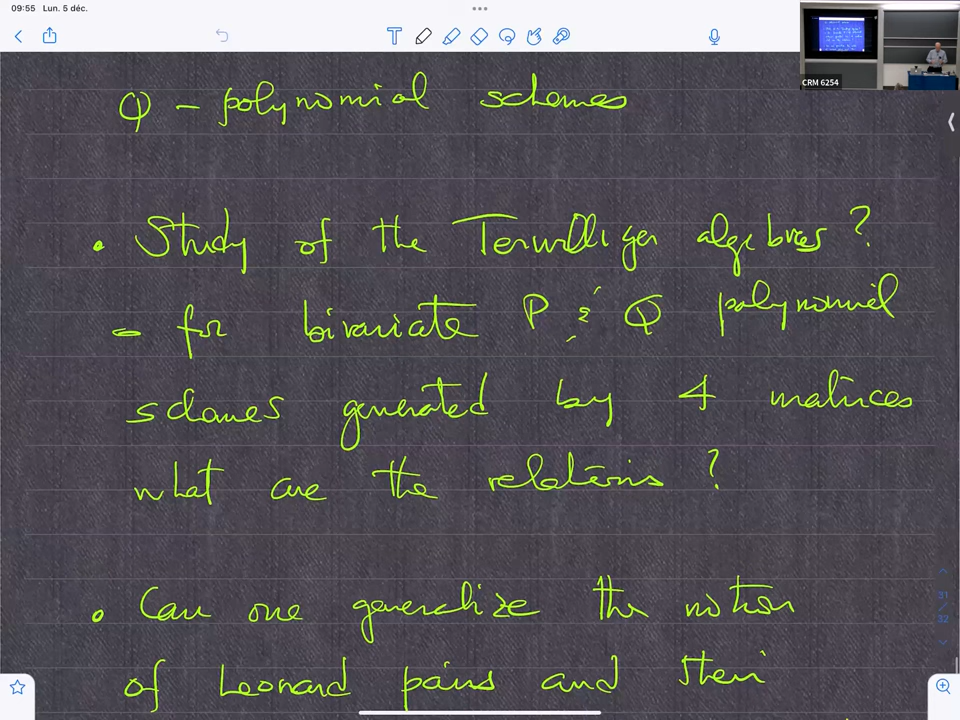 09:55 Lun. 5 déc.
CRM 6254
Q - polynomial schemes
• Study of the Terwilliger algebras ?
- for bivariate P & Q polynomial
schemes generated by 4 matrices
what are the relations ?
• Can one generalize the notion
of Leonard pairs and their
31
/
32